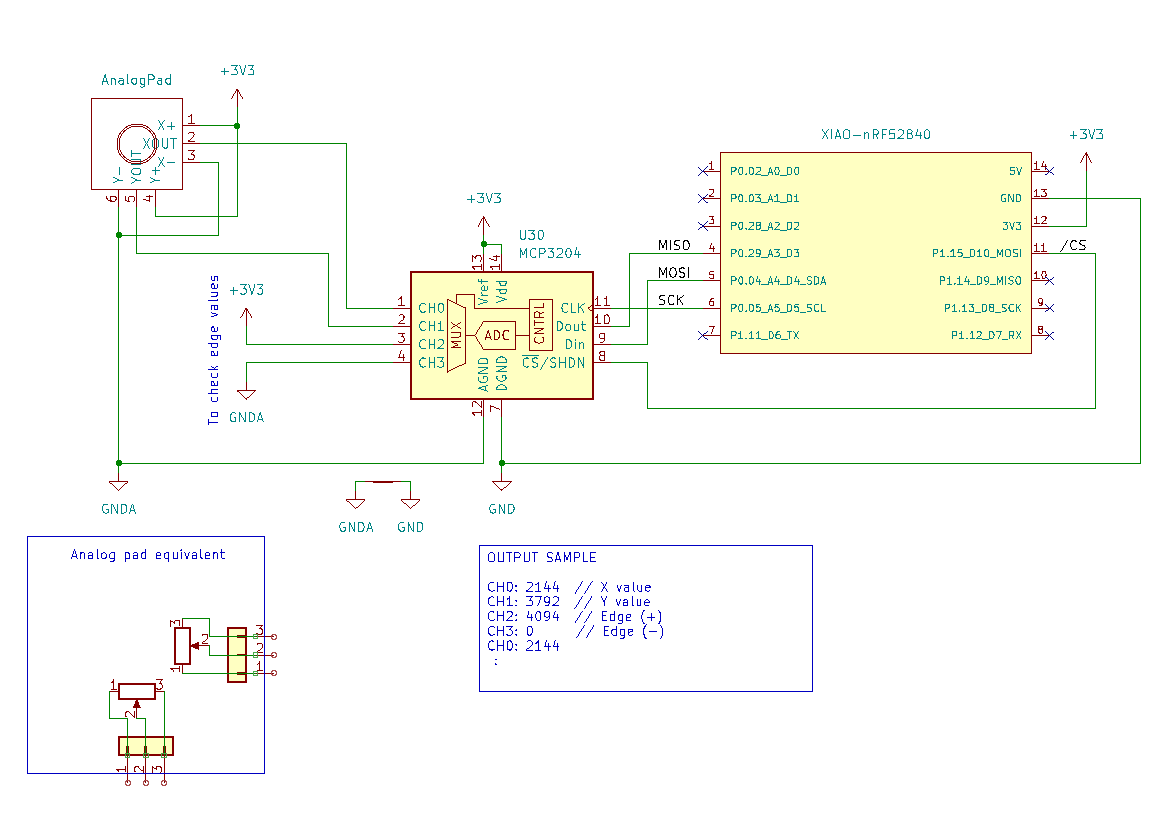 +3V3
AnalogPad
X+ 1
XOUT 2
X- 3
Y- YOUT Y+
6 5 4
XIAO-nRF52840
+3V3
1 P0.02_A0_D0 5V 14
2 P0.03_A1_D1 GND 13
3 P0.28_A2_D2 3V3 12
MISO 4 P0.29_A3_D3 P1.15_D10_MOSI 11 /CS
MOSI 5 P0.04_A4_D4_SDA P1.14_D9_MISO 10
SCK 6 P0.05_A5_D5_SCL P1.13_D8_SCK 9
7 P1.11_D6_TX P1.12_D7_RX 8
+3V3
U30
MCP3204
13 14
Vref Vdd
1 CH0 CLK 11
2 CH1 Dout 10
3 CH2 Din 9
4 CH3 CS/SHDN 8
MUX ADC CNTRL
AGND DGND
12 7
+3V3
To check edge values
GNDA
GNDA
GND
GNDA GND
Analog pad equivalent
3 2 1
3
2
1
1 3
2
1 2 3
OUTPUT SAMPLE
CH0: 2144 // X value
CH1: 3792 // Y value
CH2: 4094 // Edge (+)
CH3: 0 // Edge (-)
CH0: 2144
: